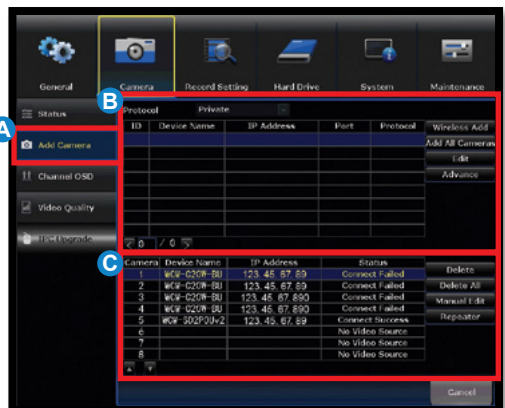 General Camera Record Setting Hard Drive System Maintenance
A
Status
Add Camera
Channel OSD
Video Quality
IPC Upgrade
B
Protocol Private
ID Device Name IP Address Port Protocol
Wireless Add
Add All Cameras
Edit
Advance
0 / 0
C
Camera Device Name IP Address Status
1 WCW-C20W-BU 123. 45. 67. 89 Connect Failed
2 WCW-C20W-BU 123. 45. 67. 89 Connect Failed
3 WCW-C20W-BU 123. 45. 67. 890 Connect Failed
4 WCW-C20W-BU 123. 45. 67. 890 Connect Failed
5 WCW-SD2POUv2 123. 45. 67. 89 Connect Success
6 No Video Source
7 No Video Source
8 No Video Source
Delete
Delete All
Manual Edit
Repeater
Cancel